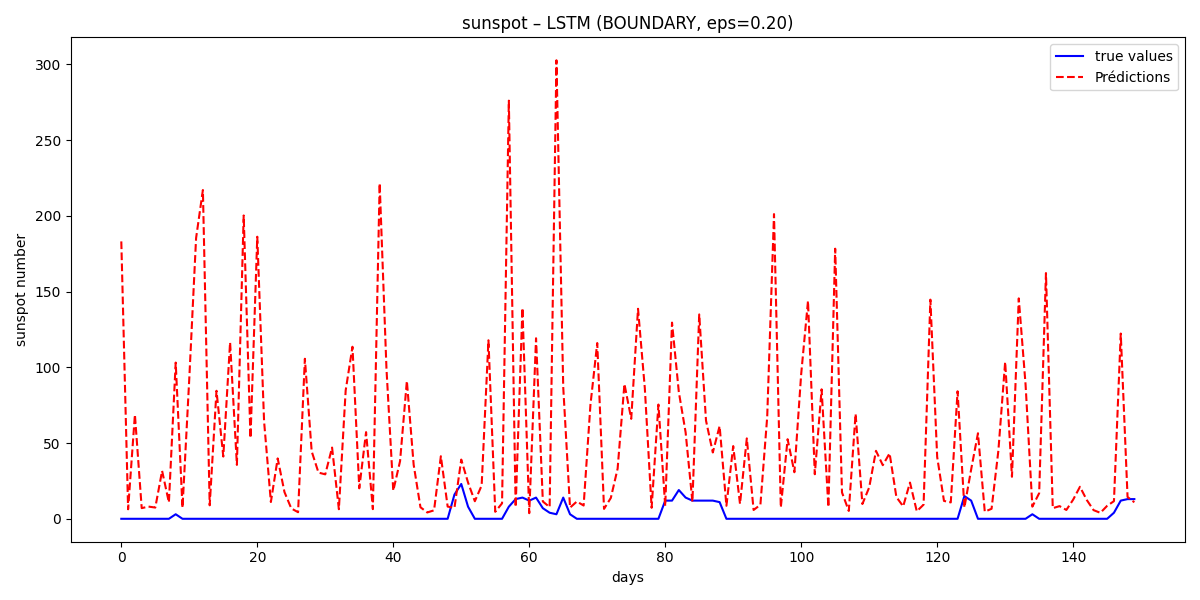 sunspot – LSTM (BOUNDARY, eps=0.20)
true values
Prédictions
sunspot number
300
250
200
150
100
50
0
0 20 40 60 80 100 120 140
days